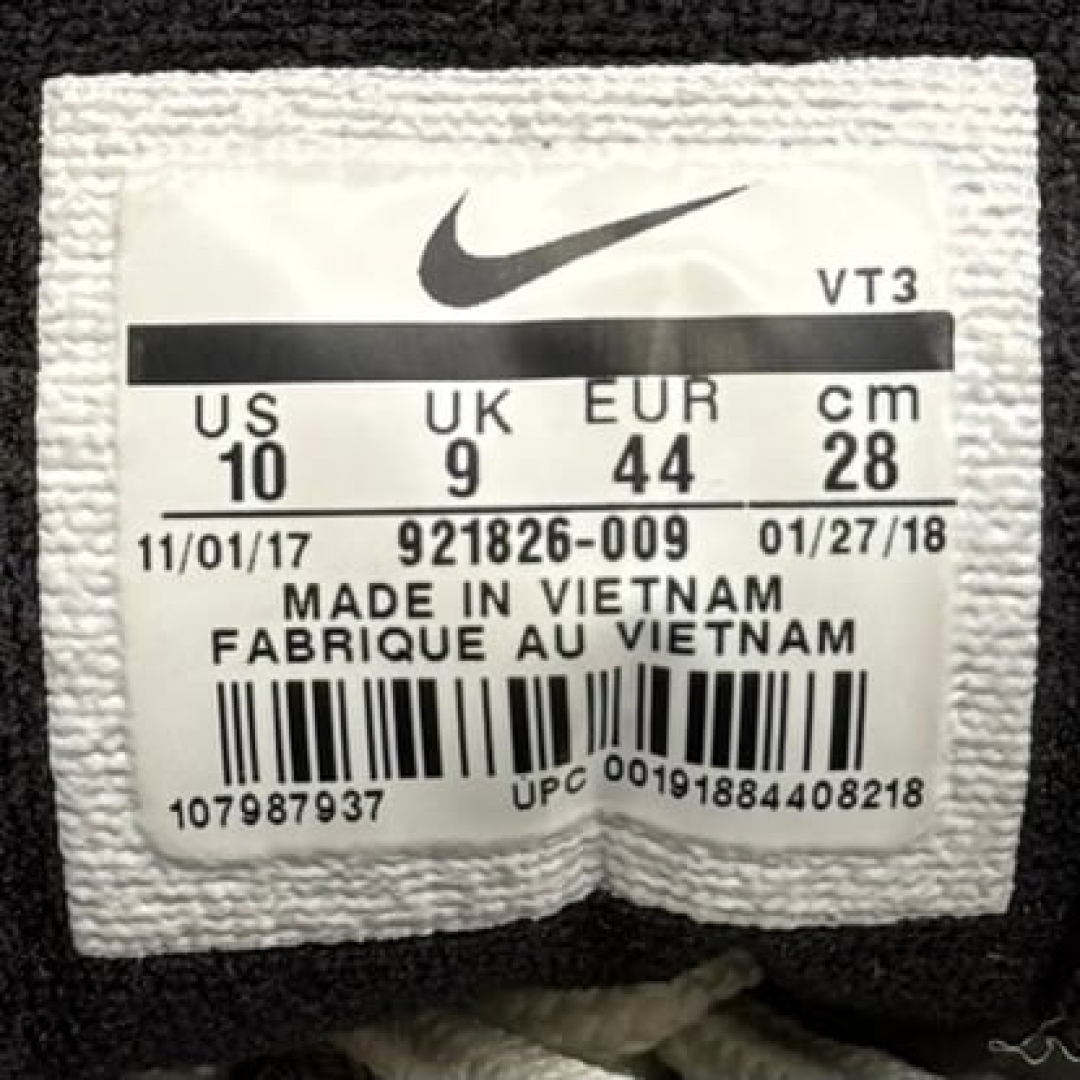 VT3
US UK EUR cm
10 9 44 28
11/01/17 921826-009 01/27/18
MADE IN VIETNAM
FABRIQUE AU VIETNAM
107987937 UPC 00191884408218